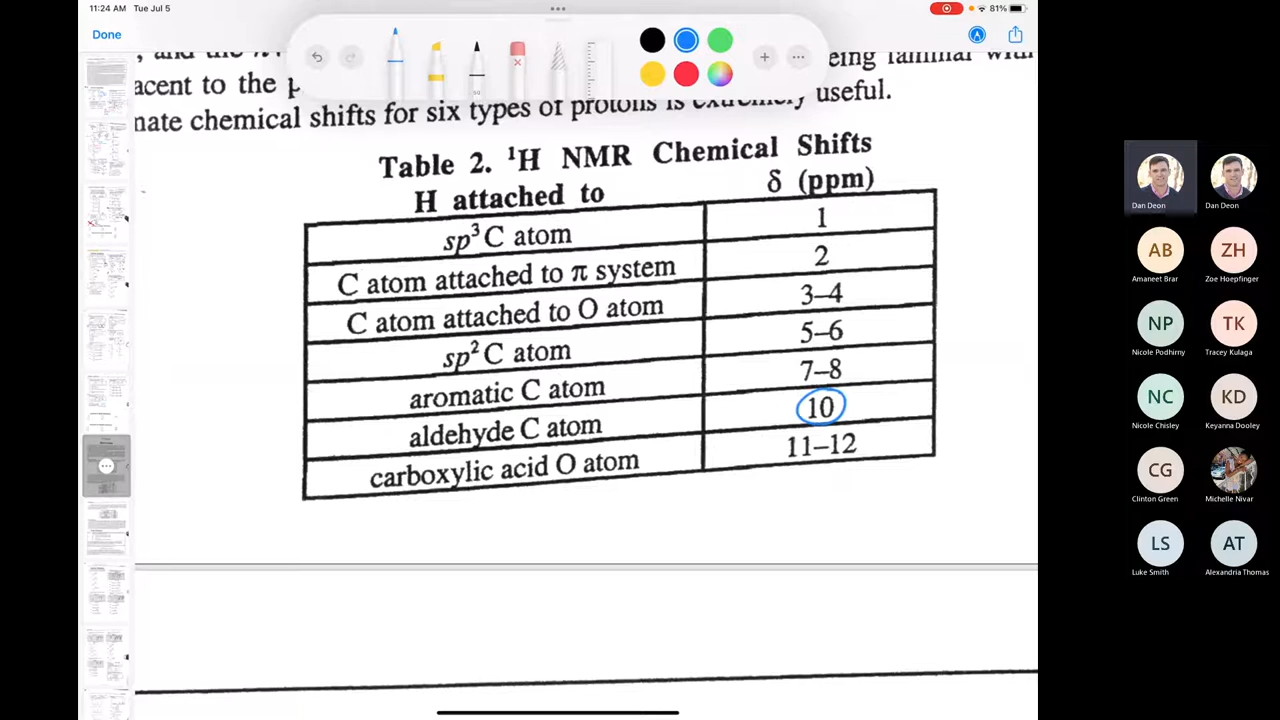 11:24 AM Tue Jul 5
81%
Done
eing familiar with
acent to the p
nate chemical shifts for six types of protons is extremely useful.
Table 2. ¹H NMR Chemical Shifts
H attached to δ (ppm)
sp³ C atom 1
C atom attached to π system 2
C atom attached to O atom 3–4
sp² C atom 5–6
aromatic C atom 7–8
aldehyde C atom 10
carboxylic acid O atom 11–12
Dan Deon
Dan Deon
AB
Amaneet Brar
ZH
Zoe Hoepfinger
NP
Nicole Podhirny
TK
Tracey Kulaga
NC
Nicole Chisley
KD
Keyanna Dooley
CG
Clinton Green
Michelle Nivar
LS
Luke Smith
AT
Alexandria Thomas